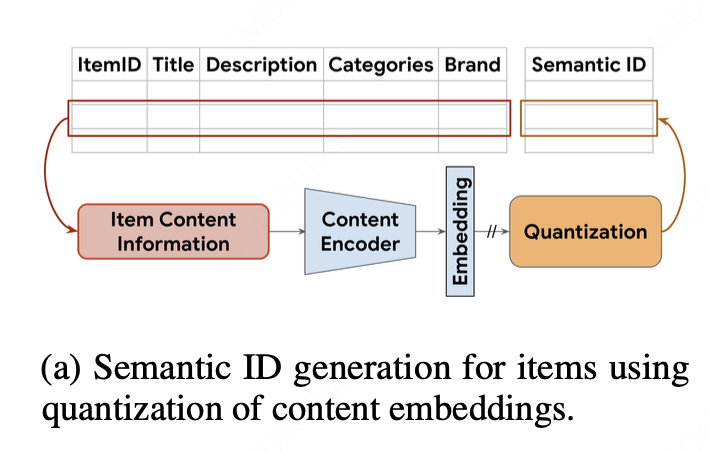 ItemID Title Description Categories Brand Semantic ID
Item Content
Information
Content
Encoder
Embedding
//
Quantization
(a) Semantic ID generation for items using
quantization of content embeddings.